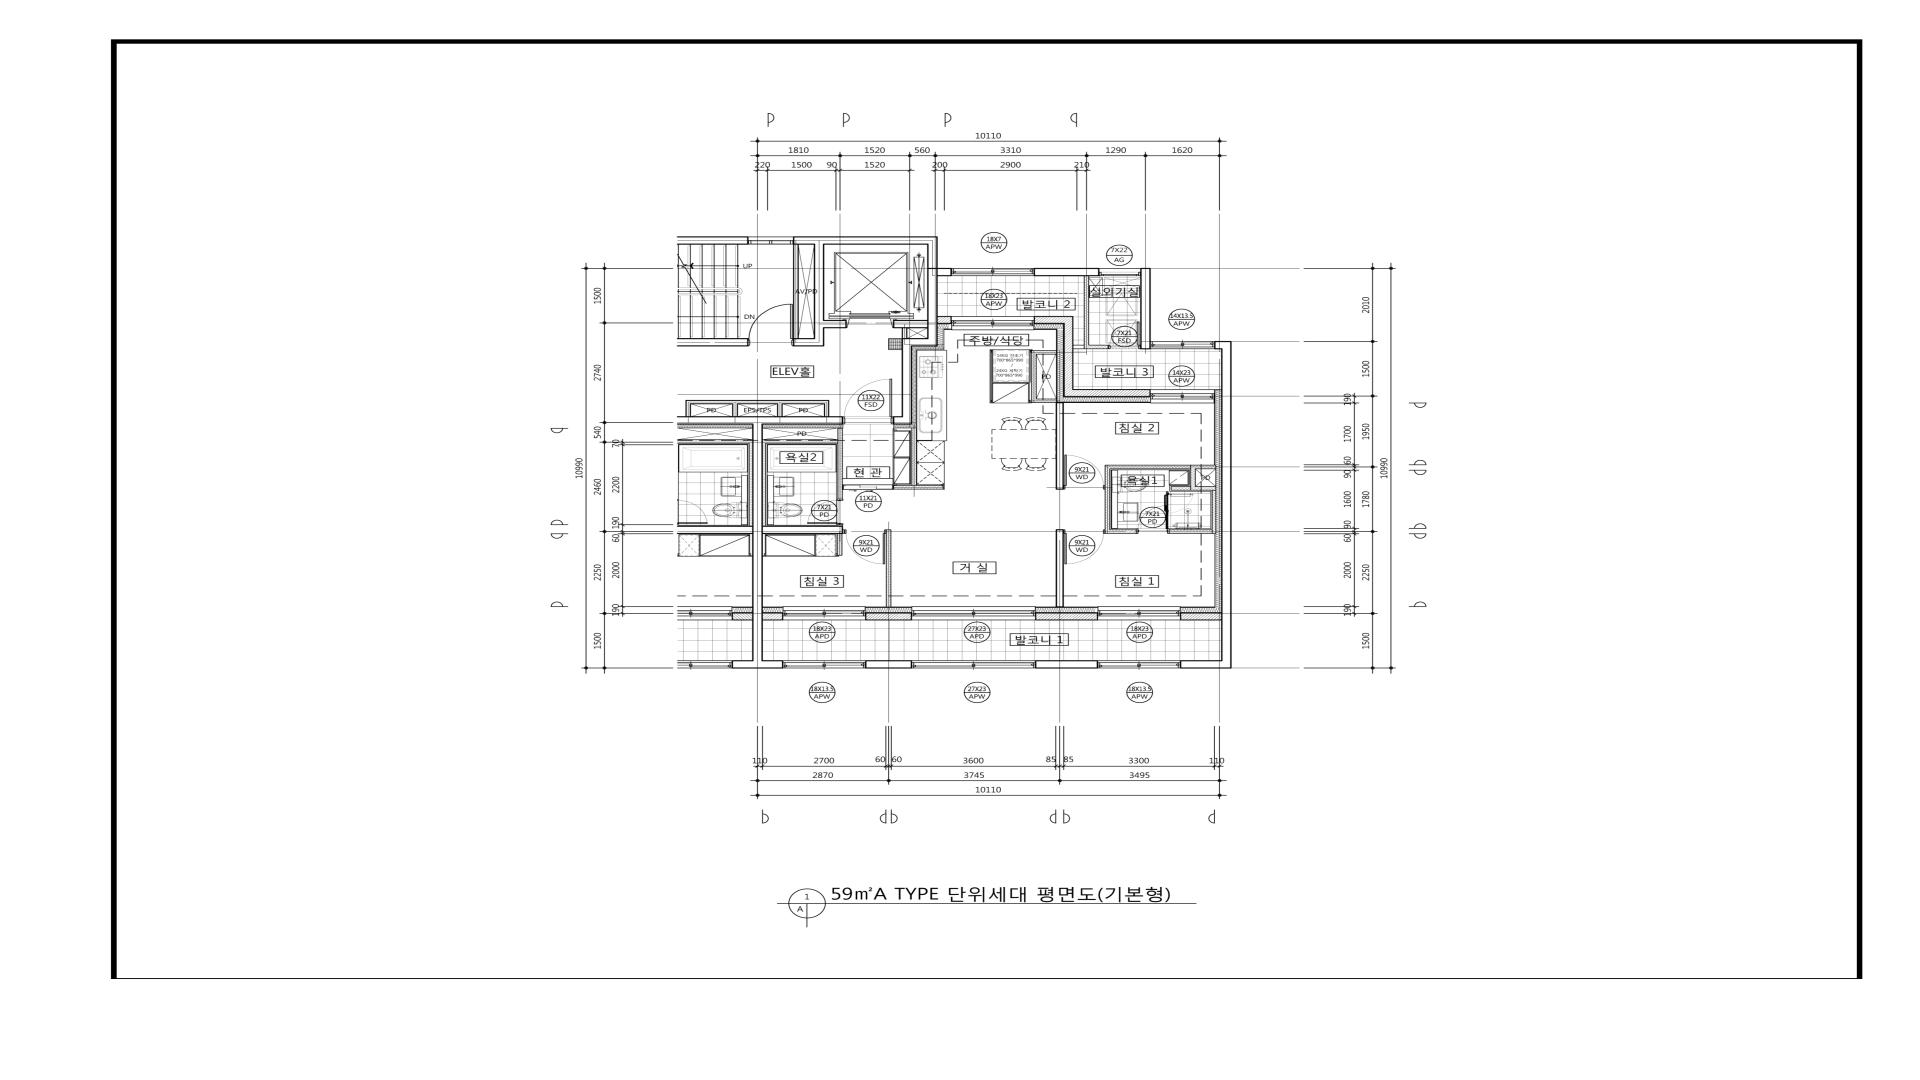 p p p q
10110
1810 1520 560 3310 1290 1620
220 1500 90 1520 200 2900 210
18X7
APW
7X22
AG
UP
AV/PD
DN
18X23
APW
발코니 2
실외기실
14X13.5
APW
7X21
FSD
주방/식당
ELEV홀
발코니 3
14X23
APW
PD
11X22
FSD
PD EPS/TPS PD
PD
침실 2
욕실2
현 관
9X21
WD
욕실1
PD
11X21
PD
7X21
PD
7X21
PD
9X21
WD
9X21
WD
거 실
침실 3
침실 1
18X23
APD
27X23
APD
발코니 1
18X23
APD
18X13.5
APW
27X23
APW
18X13.5
APW
1500
2740
540
2460
2250
1500
10990
70
2200
190
60
2000
190
2010
1500
1950
1780
2250
1500
10990
190
1700
60
90
1600
90
60
2000
190
110 2700 60 60 3600 85 85 3300 110
2870 3745 3495
10110
b d b d b d
1
A
59㎡A TYPE 단위세대 평면도(기본형)